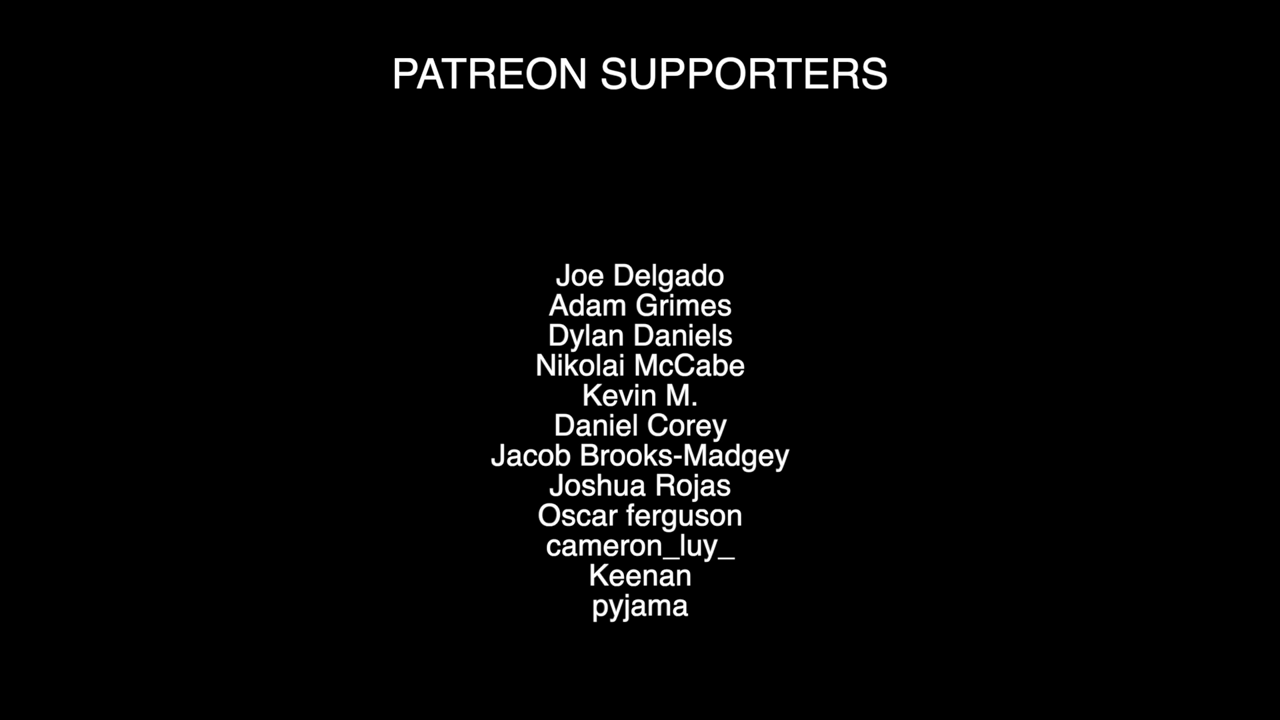 PATREON SUPPORTERS
Joe Delgado
Adam Grimes
Dylan Daniels
Nikolai McCabe
Kevin M.
Daniel Corey
Jacob Brooks-Madgey
Joshua Rojas
Oscar ferguson
cameron_luy_
Keenan
pyjama